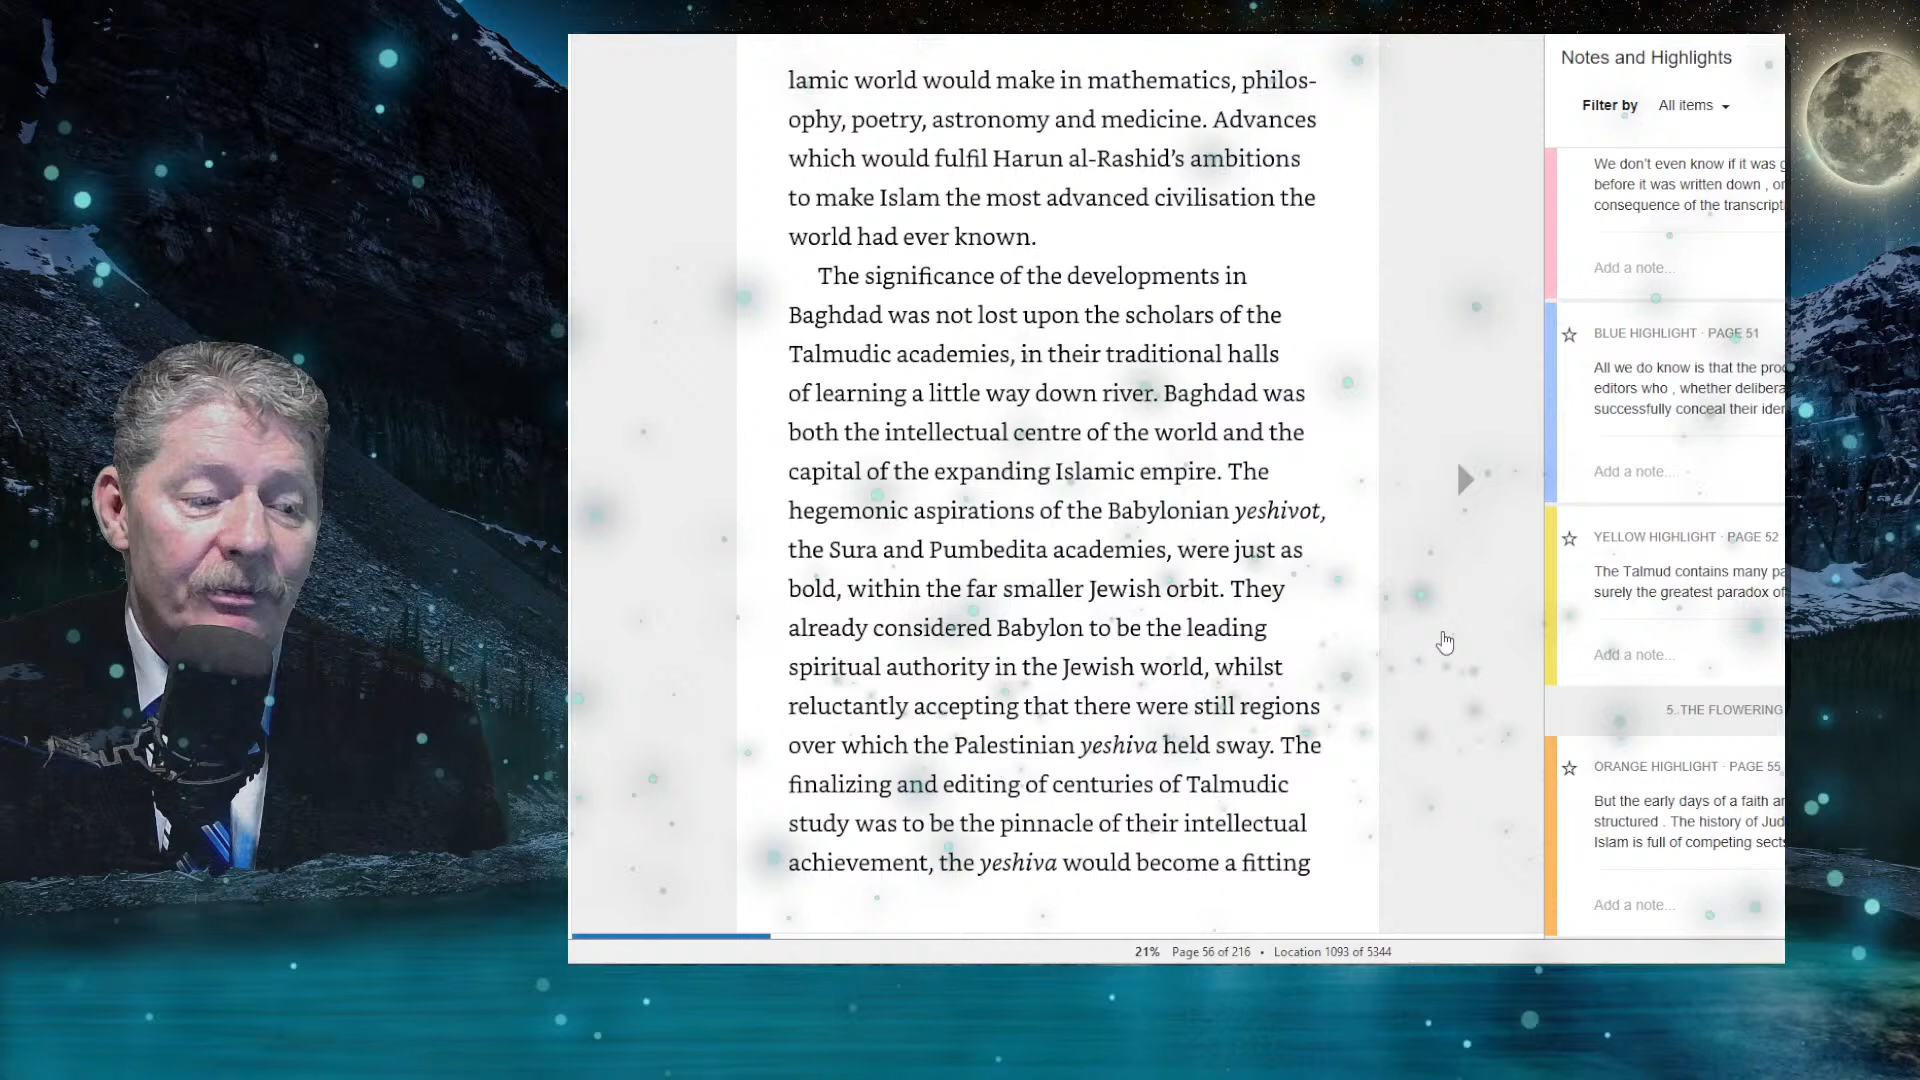 lamic world would make in mathematics, philos-
ophy, poetry, astronomy and medicine. Advances
which would fulfil Harun al-Rashid’s ambitions
to make Islam the most advanced civilisation the
world had ever known.
The significance of the developments in
Baghdad was not lost upon the scholars of the
Talmudic academies, in their traditional halls
of learning a little way down river. Baghdad was
both the intellectual centre of the world and the
capital of the expanding Islamic empire. The
hegemonic aspirations of the Babylonian yeshivot,
the Sura and Pumbedita academies, were just as
bold, within the far smaller Jewish orbit. They
already considered Babylon to be the leading
spiritual authority in the Jewish world, whilst
reluctantly accepting that there were still regions
over which the Palestinian yeshiva held sway. The
finalizing and editing of centuries of Talmudic
study was to be the pinnacle of their intellectual
achievement, the yeshiva would become a fitting
21% Page 56 of 216 • Location 1093 of 5344
Notes and Highlights
Filter by All items
We don’t even know if it was
before it was written down , or
consequence of the transcript
Add a note...
BLUE HIGHLIGHT · PAGE 51
All we do know is that the
editors who , whether
successfully conceal their
Add a note...
YELLOW HIGHLIGHT · PAGE 52
The Talmud contains many
surely the greatest paradox of
Add a note...
5. THE FLOWERING
ORANGE HIGHLIGHT · PAGE 55
But the early days of a faith
structured . The history of
Islam is full of competing
Add a note...